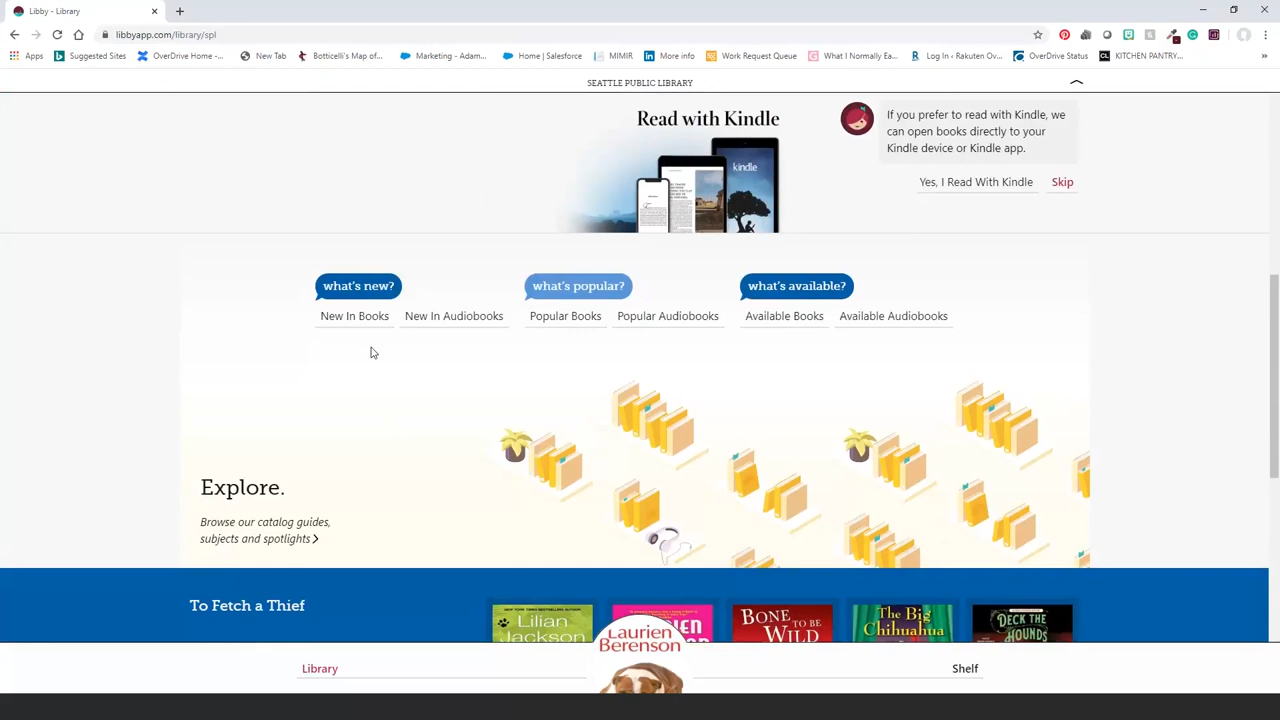 Libby - Library
libbyapp.com/library/spl
Apps
Suggested Sites
OverDrive Home -...
New Tab
Botticelli's Map of...
Marketing - Adam...
Home | Salesforce
MIMIR
More info
Work Request Queue
What I Normally Ea...
Log In ‹ Rakuten Ov...
OverDrive Status
KITCHEN PANTRY...
SEATTLE PUBLIC LIBRARY
Read with Kindle
kindle
If you prefer to read with Kindle, we
can open books directly to your
Kindle device or Kindle app.
Yes, I Read With Kindle
Skip
what's new?
what's popular?
what's available?
New In Books
New In Audiobooks
Popular Books
Popular Audiobooks
Available Books
Available Audiobooks
Explore.
Browse our catalog guides,
subjects and spotlights
To Fetch a Thief
Lilian
Jackson
BONE TO
BE WILD
The Big
Chihuahua
DECK THE
HOUNDS
Laurien
Berenson
Library
Shelf